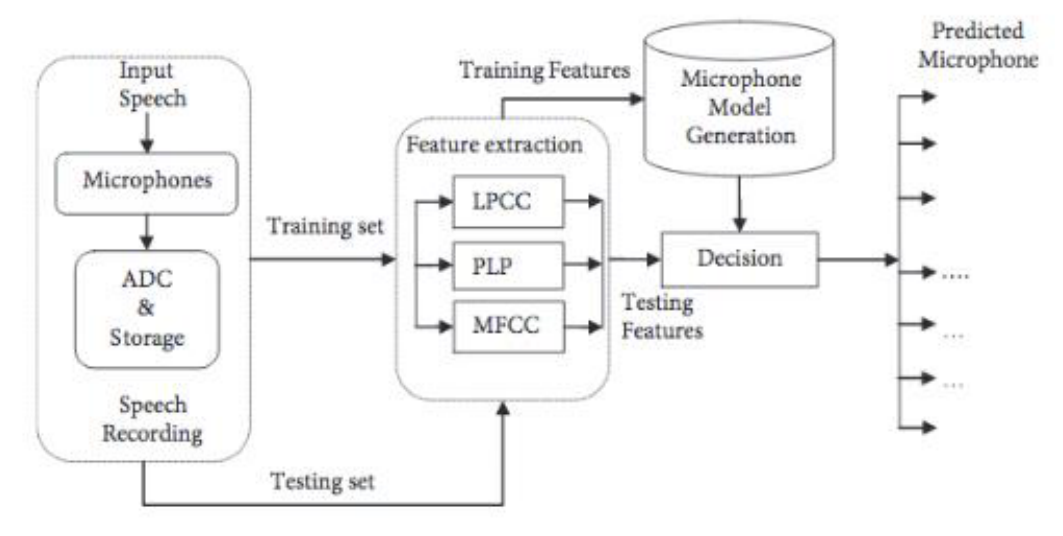 Input
Speech
Microphones
ADC
&
Storage
Speech
Recording
Training set
Testing set
Feature extraction
LPCC
PLP
MFCC
Training Features
Microphone
Model
Generation
Testing
Features
Decision
Predicted
Microphone
....
...
...